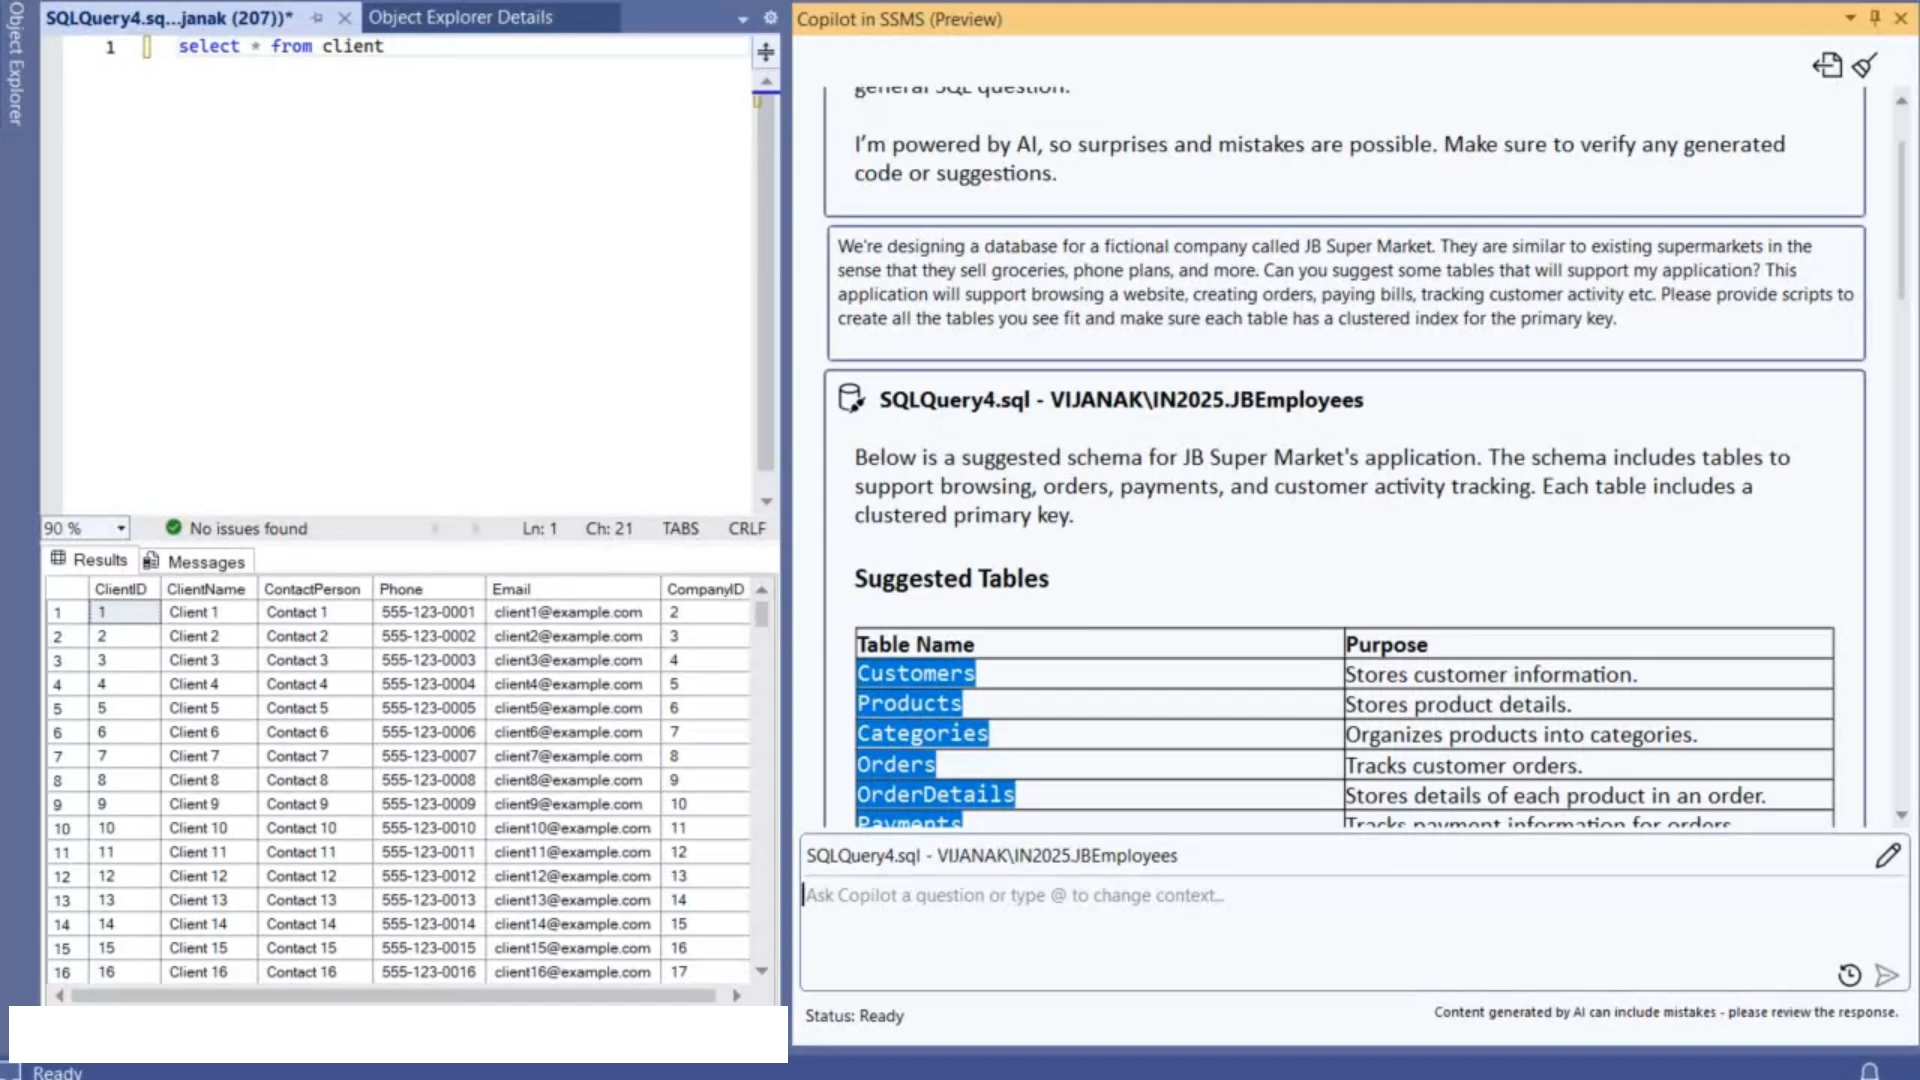 Object Explorer
SQLQuery4.sq...janak (207))*
Object Explorer Details
1 select * from client
90 %
No issues found
Ln: 1 Ch: 21 TABS CRLF
Results Messages
ClientID ClientName ContactPerson Phone Email CompanyID
1 1 Client 1 Contact 1 555-123-0001 client1@example.com 2
2 2 Client 2 Contact 2 555-123-0002 client2@example.com 3
3 3 Client 3 Contact 3 555-123-0003 client3@example.com 4
4 4 Client 4 Contact 4 555-123-0004 client4@example.com 5
5 5 Client 5 Contact 5 555-123-0005 client5@example.com 6
6 6 Client 6 Contact 6 555-123-0006 client6@example.com 7
7 7 Client 7 Contact 7 555-123-0007 client7@example.com 8
8 8 Client 8 Contact 8 555-123-0008 client8@example.com 9
9 9 Client 9 Contact 9 555-123-0009 client9@example.com 10
10 10 Client 10 Contact 10 555-123-0010 client10@example.com 11
11 11 Client 11 Contact 11 555-123-0011 client11@example.com 12
12 12 Client 12 Contact 12 555-123-0012 client12@example.com 13
13 13 Client 13 Contact 13 555-123-0013 client13@example.com 14
14 14 Client 14 Contact 14 555-123-0014 client14@example.com 15
15 15 Client 15 Contact 15 555-123-0015 client15@example.com 16
16 16 Client 16 Contact 16 555-123-0016 client16@example.com 17
Ready
Copilot in SSMS (Preview)
general SQL question.
I'm powered by AI, so surprises and mistakes are possible. Make sure to verify any generated
code or suggestions.
We're designing a database for a fictional company called JB Super Market. They are similar to existing supermarkets in the
sense that they sell groceries, phone plans, and more. Can you suggest some tables that will support my application? This
application will support browsing a website, creating orders, paying bills, tracking customer activity etc. Please provide scripts to
create all the tables you see fit and make sure each table has a clustered index for the primary key.
SQLQuery4.sql - VIJANAK\IN2025.JBEmployees
Below is a suggested schema for JB Super Market's application. The schema includes tables to
support browsing, orders, payments, and customer activity tracking. Each table includes a
clustered primary key.
Suggested Tables
Table Name Purpose
Customers Stores customer information.
Products Stores product details.
Categories Organizes products into categories.
Orders Tracks customer orders.
OrderDetails Stores details of each product in an order.
Payments Tracks payment information for orders.
SQLQuery4.sql - VIJANAK\IN2025.JBEmployees
Ask Copilot a question or type @ to change context...
Status: Ready
Content generated by AI can include mistakes - please review the response.